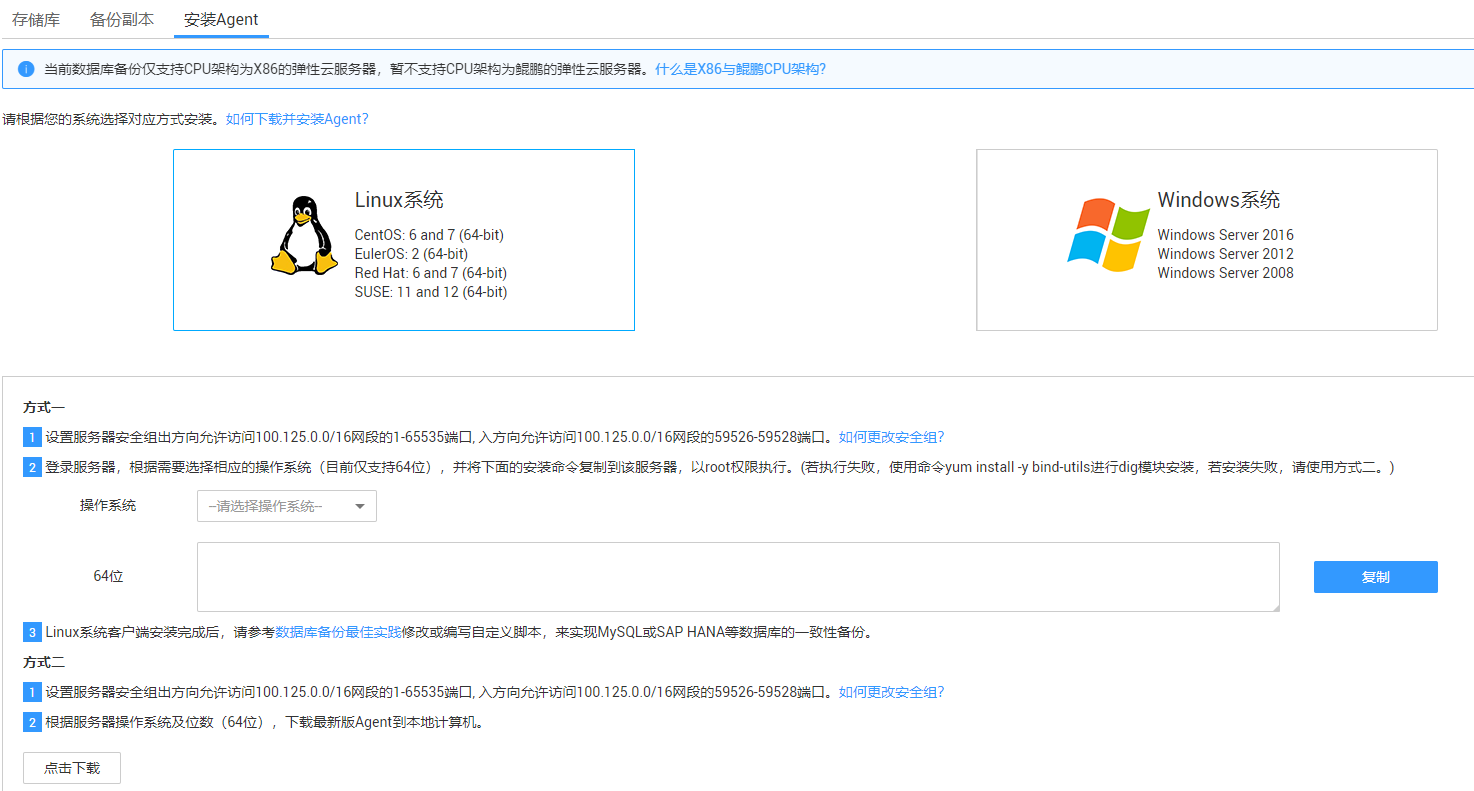 存储库 备份副本 安装Agent
当前数据库备份仅支持CPU架构为X86的弹性云服务器，暂不支持CPU架构为鲲鹏的弹性云服务器。什么是X86与鲲鹏CPU架构?
请根据您的系统选择对应方式安装。如何下载并安装Agent?
Linux系统
CentOS: 6 and 7 (64-bit)
EulerOS: 2 (64-bit)
Red Hat: 6 and 7 (64-bit)
SUSE: 11 and 12 (64-bit)
Windows系统
Windows Server 2016
Windows Server 2012
Windows Server 2008
方式一
1 设置服务器安全组出方向允许访问100.125.0.0/16网段的1-65535端口, 入方向允许访问100.125.0.0/16网段的59526-59528端口。如何更改安全组?
2 登录服务器，根据需要选择相应的操作系统（目前仅支持64位），并将下面的安装命令复制到该服务器，以root权限执行。(若执行失败，使用命令yum install -y bind-utils进行dig模块安装，若安装失败，请使用方式二。)
操作系统 --请选择操作系统--
64位 复制
3 Linux系统客户端安装完成后，请参考数据库备份最佳实践修改或编写自定义脚本，来实现MySQL或SAP HANA等数据库的一致性备份。
方式二
1 设置服务器安全组出方向允许访问100.125.0.0/16网段的1-65535端口, 入方向允许访问100.125.0.0/16网段的59526-59528端口。如何更改安全组?
2 根据服务器操作系统及位数（64位），下载最新版Agent到本地计算机。
点击下载